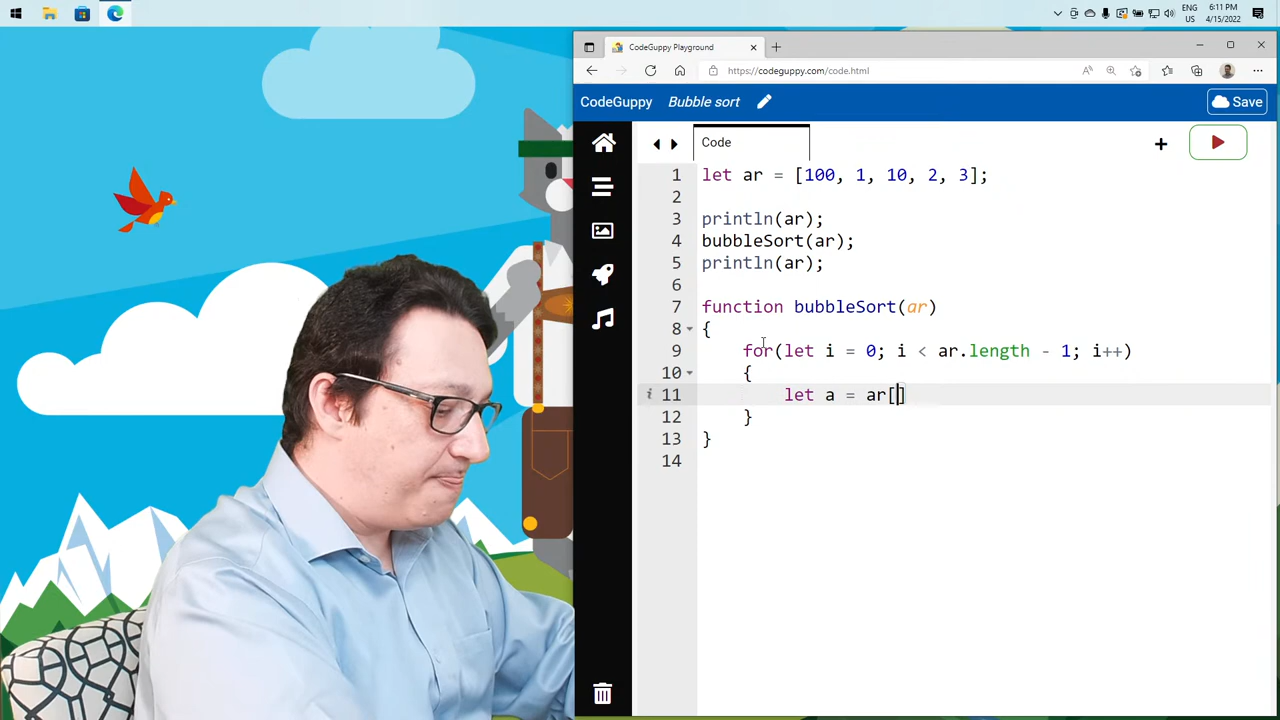 ENG
6:11 PM
US
4/15/2022
CodeGuppy Playground
https://codeguppy.com/code.html
CodeGuppy Bubble sort
Save
Code
1 let ar = [100, 1, 10, 2, 3];
2
3 println(ar);
4 bubbleSort(ar);
5 println(ar);
6
7 function bubbleSort(ar)
8 {
9 for(let i = 0; i < ar.length - 1; i++)
10 {
11 let a = ar[]
12 }
13 }
14